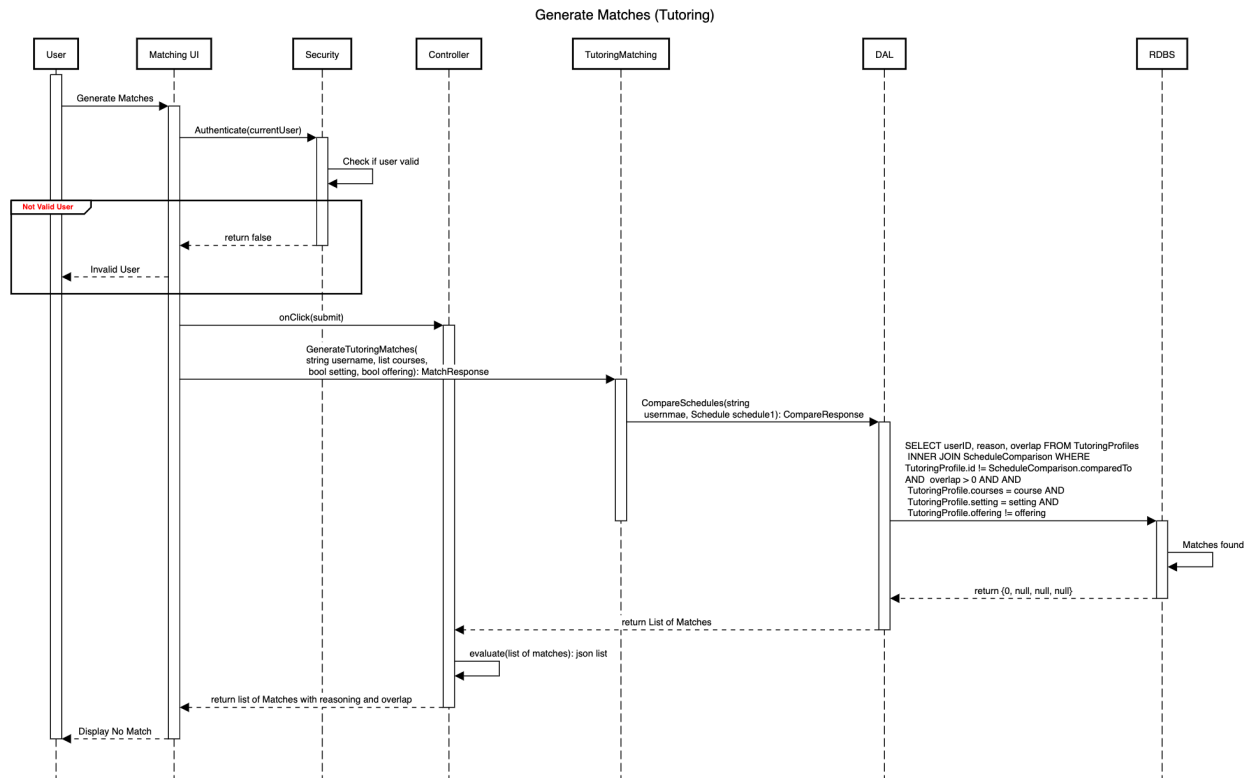 Generate Matches (Tutoring)
User
Matching UI
Security
Controller
TutoringMatching
DAL
RDBS
Generate Matches
Authenticate(currentUser)
Check if user valid
Not Valid User
return false
Invalid User
onClick(submit)
GenerateTutoringMatches(
string username, list courses,
bool setting, bool offering): MatchResponse
CompareSchedules(string
usernmae, Schedule schedule1): CompareResponse
SELECT userID, reason, overlap FROM TutoringProfiles
INNER JOIN ScheduleComparison WHERE
TutoringProfile.id != ScheduleComparison.comparedTo
AND overlap > 0 AND AND
TutoringProfile.courses = course AND
TutoringProfile.setting = setting AND
TutoringProfile.offering != offering
Matches found
return {0, null, null, null}
return List of Matches
evaluate(list of matches): json list
return list of Matches with reasoning and overlap
Display No Match